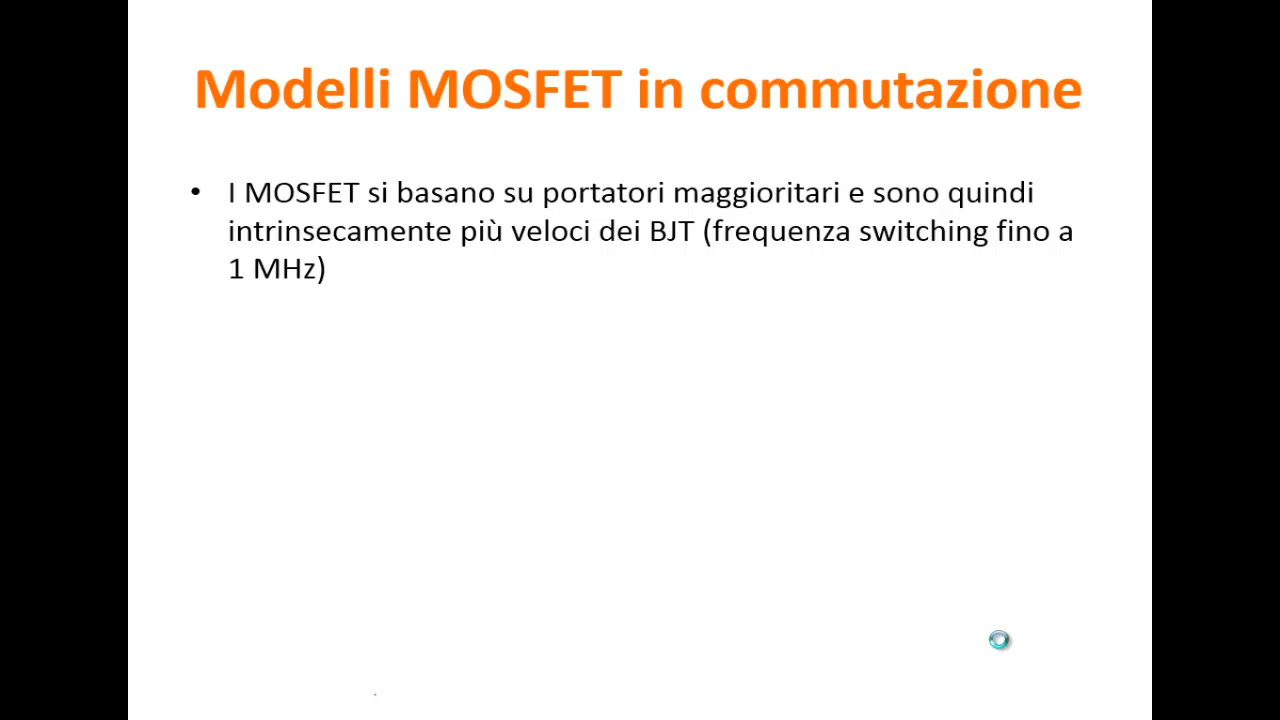 Modelli MOSFET in commutazione
• I MOSFET si basano su portatori maggioritari e sono quindi
intrinsecamente più veloci dei BJT (frequenza switching fino a
1 MHz)